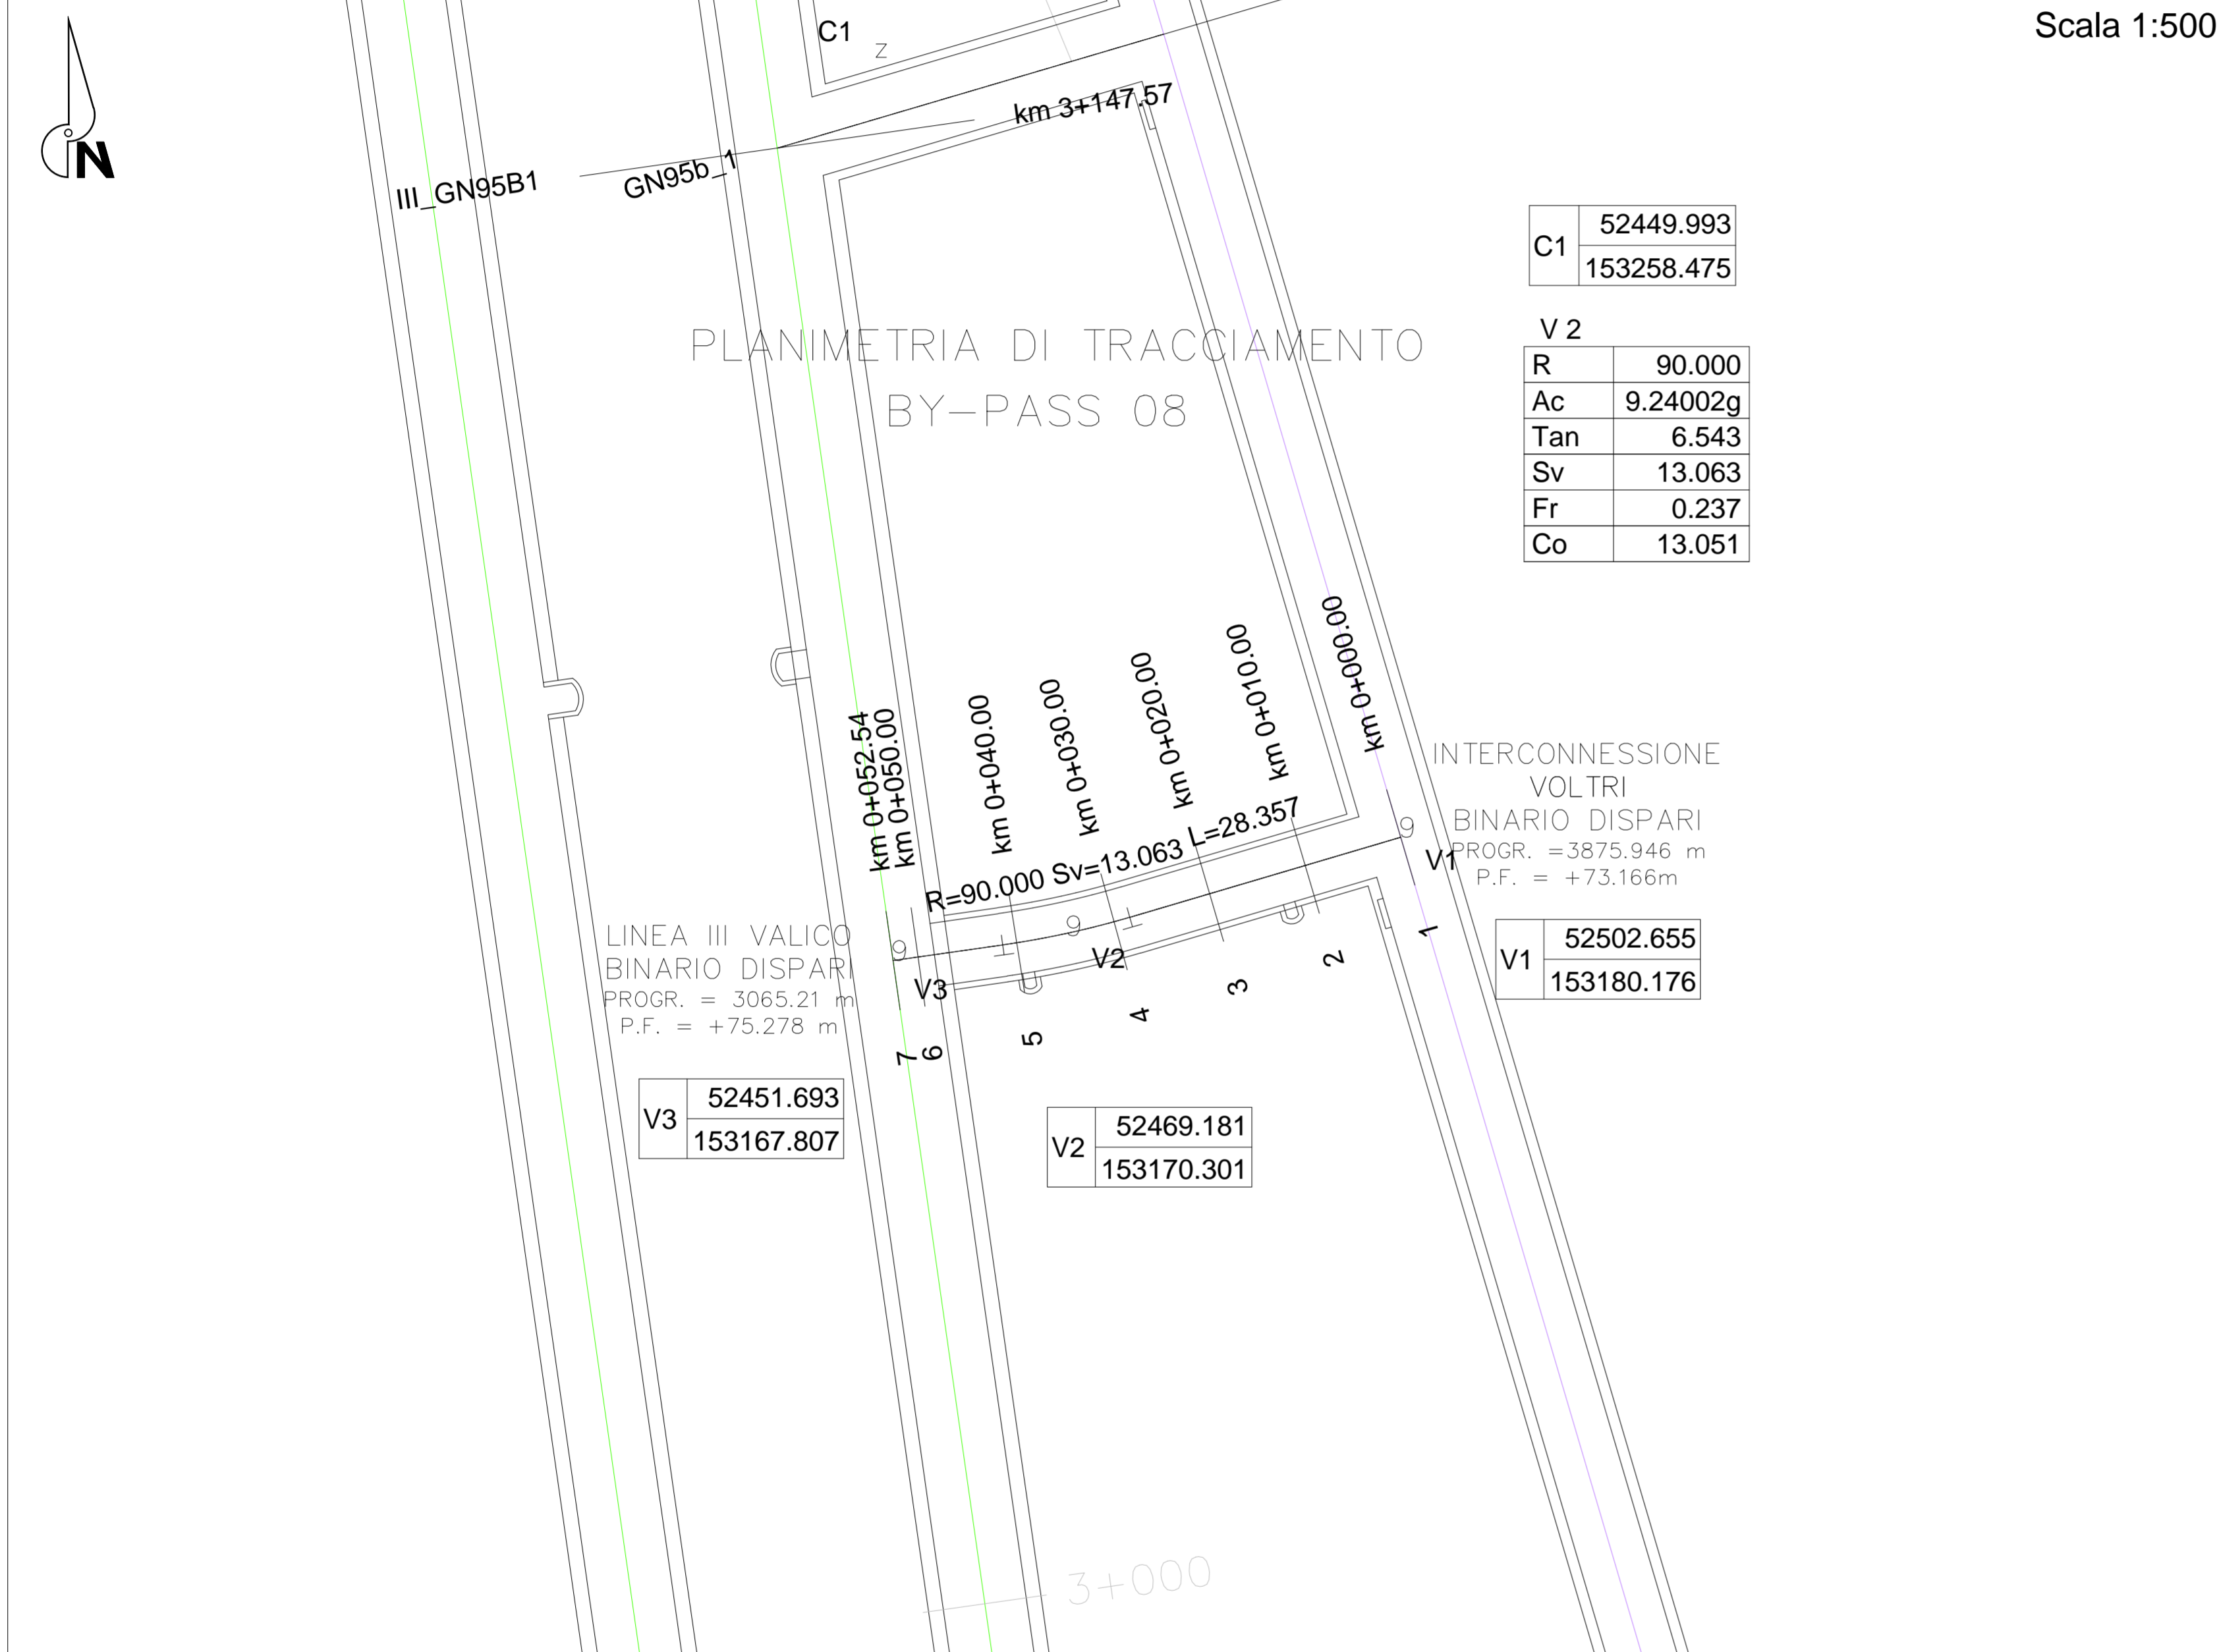 Scala 1:500
C1
Z
N
km 3+147.57
GN95b_1
III_GN95B1
C1
52449.993
153258.475
PLANIMETRIA DI TRACCIAMENTO
BY-PASS 08
V 2
R 90.000
Ac 9.24002g
Tan 6.543
Sv 13.063
Fr 0.237
Co 13.051
km 0+052.54
km 0+050.00
km 0+040.00
km 0+030.00
km 0+020.00
km 0+010.00
km 0+000.00
R=90.000 Sv=13.063 L=28.357
INTERCONNESSIONE
VOLTRI
BINARIO DISPARI
PROGR. =3875.946 m
P.F. = +73.166m
9
V1
9
V2
9
V3
LINEA III VALICO
BINARIO DISPARI
PROGR. = 3065.21 m
P.F. = +75.278 m
7
6
5
4
3
2
1
V1
52502.655
153180.176
V3
52451.693
153167.807
V2
52469.181
153170.301
3+000